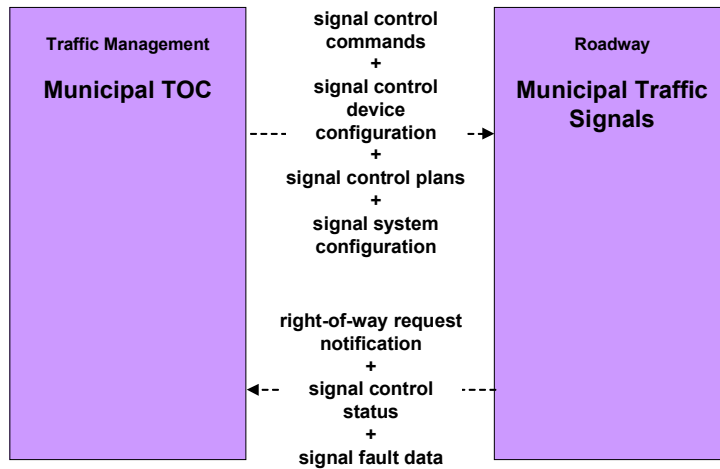 Traffic Management
Municipal TOC
signal control
commands
+
signal control
device
configuration
+
signal control plans
+
signal system
configuration
Roadway
Municipal Traffic
Signals
right-of-way request
notification
+
signal control
status
+
signal fault data